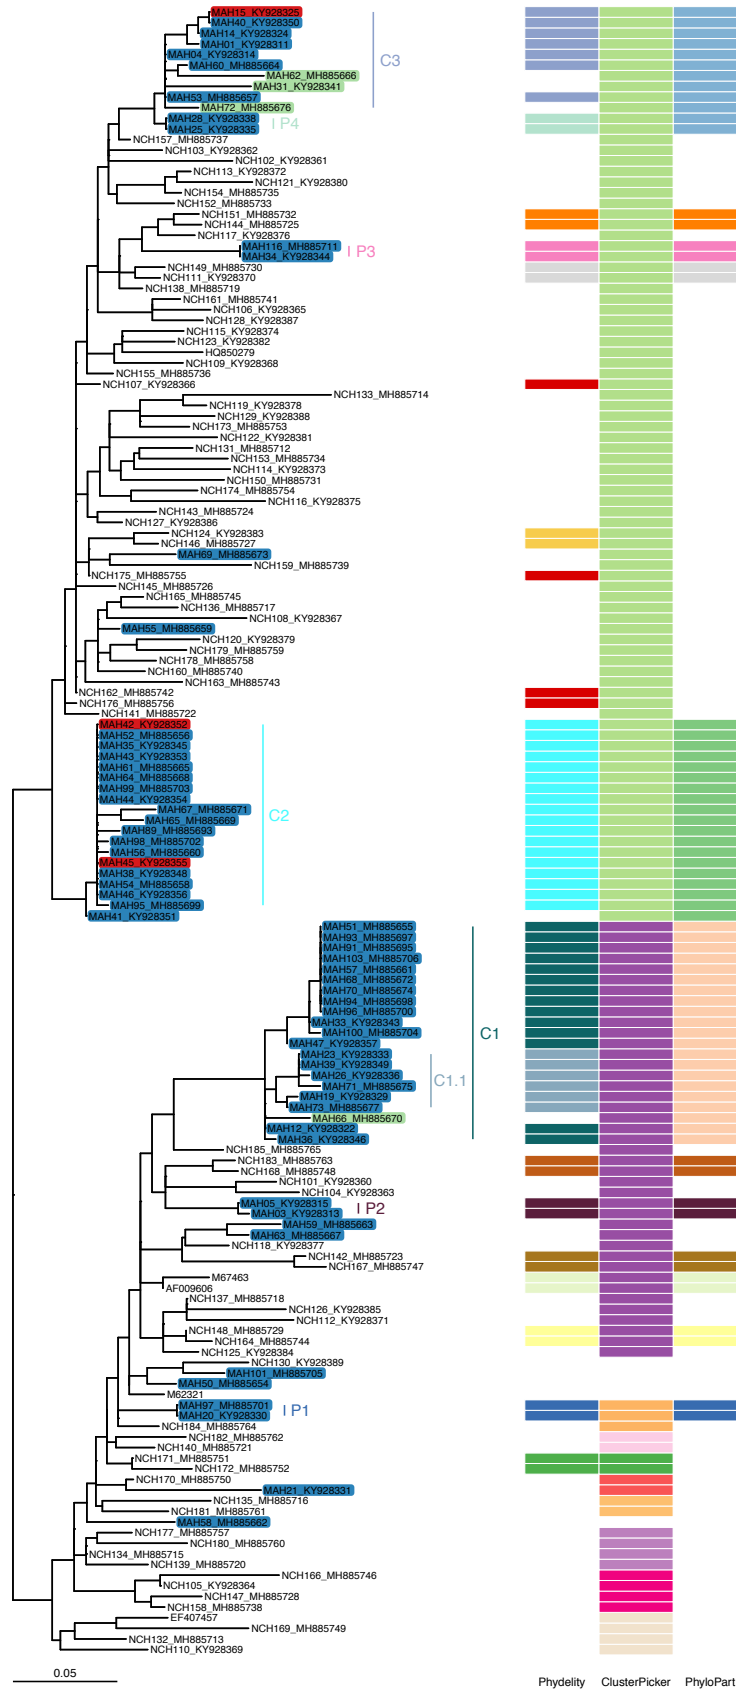 MAH15_KY928325
MAH40_KY928350
MAH14_KY928324
MAH01_KY928311
MAH04_KY928314
C3
MAH60_MH885664
MAH62_MH885666
MAH31_KY928341
MAH53_MH885657
MAH72_MH885676
MAH28_KY928338
I P4
MAH25_KY928335
NCH157_MH885737
NCH103_KY928362
NCH102_KY928361
NCH113_KY928372
NCH121_KY928380
NCH154_MH885735
NCH152_MH885733
NCH151_MH885732
NCH144_MH885725
NCH117_KY928376
MAH116_MH885711
I P3
MAH34_KY928344
NCH149_MH885730
NCH111_KY928370
NCH138_MH885719
NCH161_MH885741
NCH106_KY928365
NCH128_KY928387
NCH115_KY928374
NCH123_KY928382
HQ850279
NCH109_KY928368
NCH155_MH885736
NCH107_KY928366
NCH133_MH885714
NCH119_KY928378
NCH129_KY928388
NCH173_MH885753
NCH122_KY928381
NCH131_MH885712
NCH153_MH885734
NCH114_KY928373
NCH150_MH885731
NCH174_MH885754
NCH116_KY928375
NCH143_MH885724
NCH127_KY928386
NCH124_KY928383
NCH146_MH885727
MAH69_MH885673
NCH159_MH885739
NCH175_MH885755
NCH145_MH885726
NCH165_MH885745
NCH136_MH885717
NCH108_KY928367
MAH55_MH885659
NCH120_KY928379
NCH179_MH885759
NCH178_MH885758
NCH160_MH885740
NCH163_MH885743
NCH162_MH885742
NCH176_MH885756
NCH141_MH885722
MAH42_KY928352
MAH52_MH885656
MAH35_KY928345
MAH43_KY928353
MAH61_MH885665
MAH64_MH885668
MAH99_MH885703
MAH44_KY928354
MAH67_MH885671
C2
MAH65_MH885669
MAH89_MH885693
MAH98_MH885702
MAH56_MH885660
MAH45_KY928355
MAH38_KY928348
MAH54_MH885658
MAH46_KY928356
MAH95_MH885699
MAH41_KY928351
MAH51_MH885655
MAH93_MH885697
MAH91_MH885695
MAH103_MH885706
MAH57_MH885661
MAH68_MH885672
MAH70_MH885674
MAH94_MH885698
MAH96_MH885700
MAH33_KY928343
MAH100_MH885704
C1
MAH47_KY928357
MAH23_KY928333
MAH39_KY928349
MAH26_KY928336
C1.1
MAH71_MH885675
MAH19_KY928329
MAH73_MH885677
MAH66_MH885670
MAH12_KY928322
MAH36_KY928346
NCH185_MH885765
NCH183_MH885763
NCH168_MH885748
NCH101_KY928360
NCH104_KY928363
MAH05_KY928315
I P2
MAH03_KY928313
MAH59_MH885663
MAH63_MH885667
NCH118_KY928377
NCH142_MH885723
NCH167_MH885747
M67463
AF009606
NCH137_MH885718
NCH126_KY928385
NCH112_KY928371
NCH148_MH885729
NCH164_MH885744
NCH125_KY928384
NCH130_KY928389
MAH101_MH885705
MAH50_MH885654
M62321
MAH97_MH885701
I P1
MAH20_KY928330
NCH184_MH885764
NCH182_MH885762
NCH140_MH885721
NCH171_MH885751
NCH172_MH885752
NCH170_MH885750
MAH21_KY928331
NCH135_MH885716
NCH181_MH885761
MAH58_MH885662
NCH177_MH885757
NCH180_MH885760
NCH134_MH885715
NCH139_MH885720
NCH166_MH885746
NCH105_KY928364
NCH147_MH885728
NCH158_MH885738
EF407457
NCH169_MH885749
NCH132_MH885713
NCH110_KY928369
0.05
Phydelity ClusterPicker PhyloPart